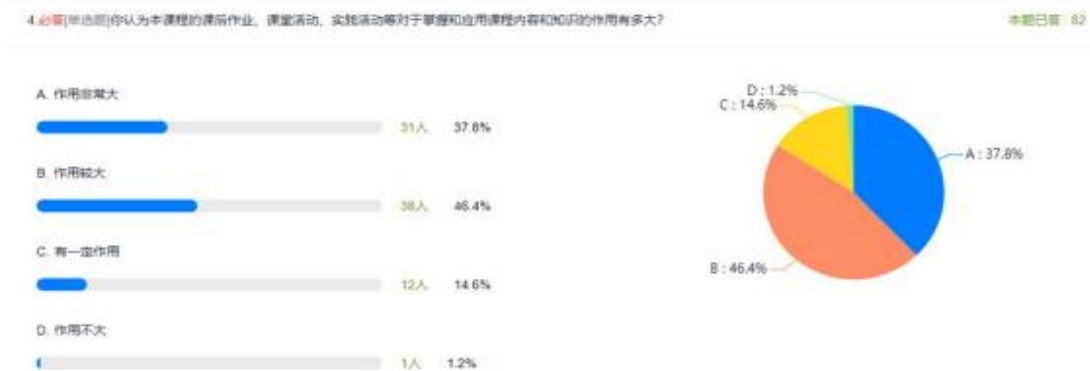 4.必答[单选题]你认为本课程的课后作业、课堂活动、实践活动等对于掌握和应用课程内容和知识的作用有多大?
本题已答:82
A. 作用非常大
31人 37.8%
B. 作用较大
38人 46.4%
C. 有一定作用
12人 14.6%
D. 作用不大
1人 1.2%
D : 1.2%
C : 14.6%
A : 37.8%
B : 46.4%